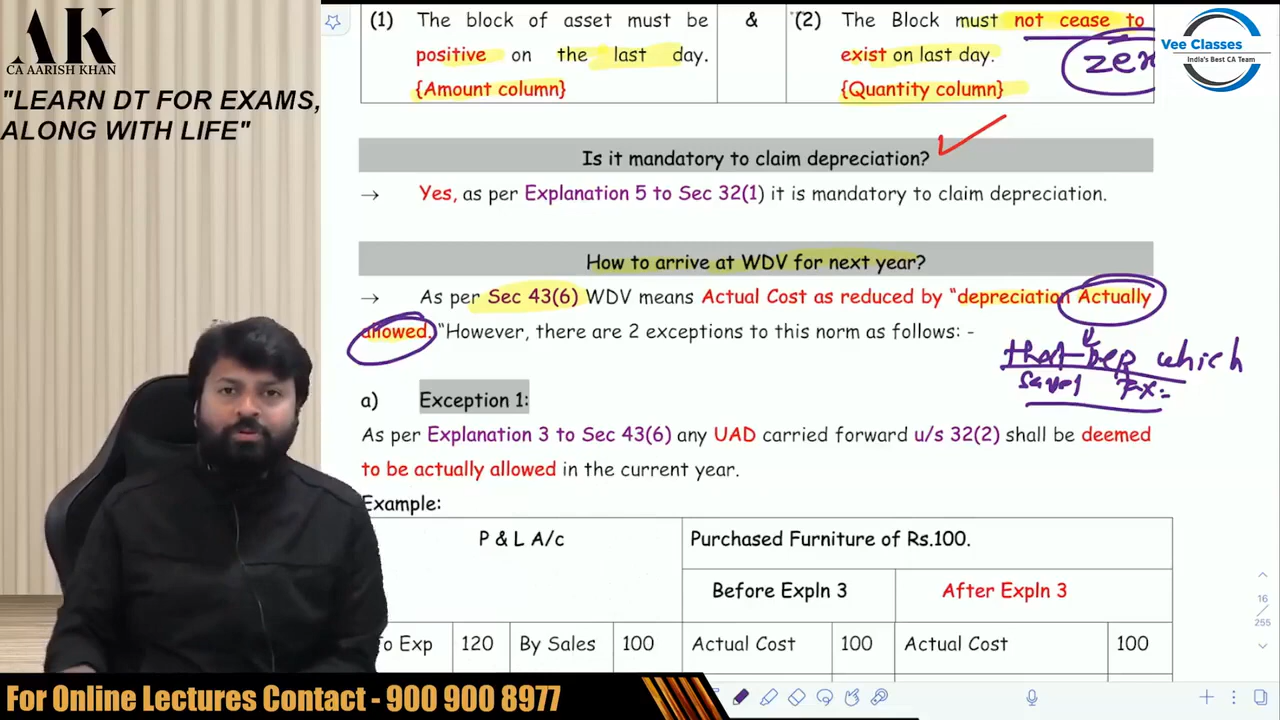 AK
CA AARISH KHAN
"LEARN DT FOR EXAMS,
ALONG WITH LIFE"
(1) The block of asset must be
positive on the last day.
{Amount column}
&
(2) The Block must not cease to
exist on last day.
{Quantity column}
Vee Classes
India's Best CA Team
Is it mandatory to claim depreciation?
→ Yes, as per Explanation 5 to Sec 32(1) it is mandatory to claim depreciation.
How to arrive at WDV for next year?
→ As per Sec 43(6) WDV means Actual Cost as reduced by "depreciation Actually
allowed. "However, there are 2 exceptions to this norm as follows: -
that Dep which
saved Tax:-
a) Exception 1:
As per Explanation 3 to Sec 43(6) any UAD carried forward u/s 32(2) shall be deemed
to be actually allowed in the current year.
Example:
P & L A/c Purchased Furniture of Rs.100.
Before Expln 3 After Expln 3
To Exp 120 By Sales 100 Actual Cost 100 Actual Cost 100
16
255
For Online Lectures Contact - 900 900 8977